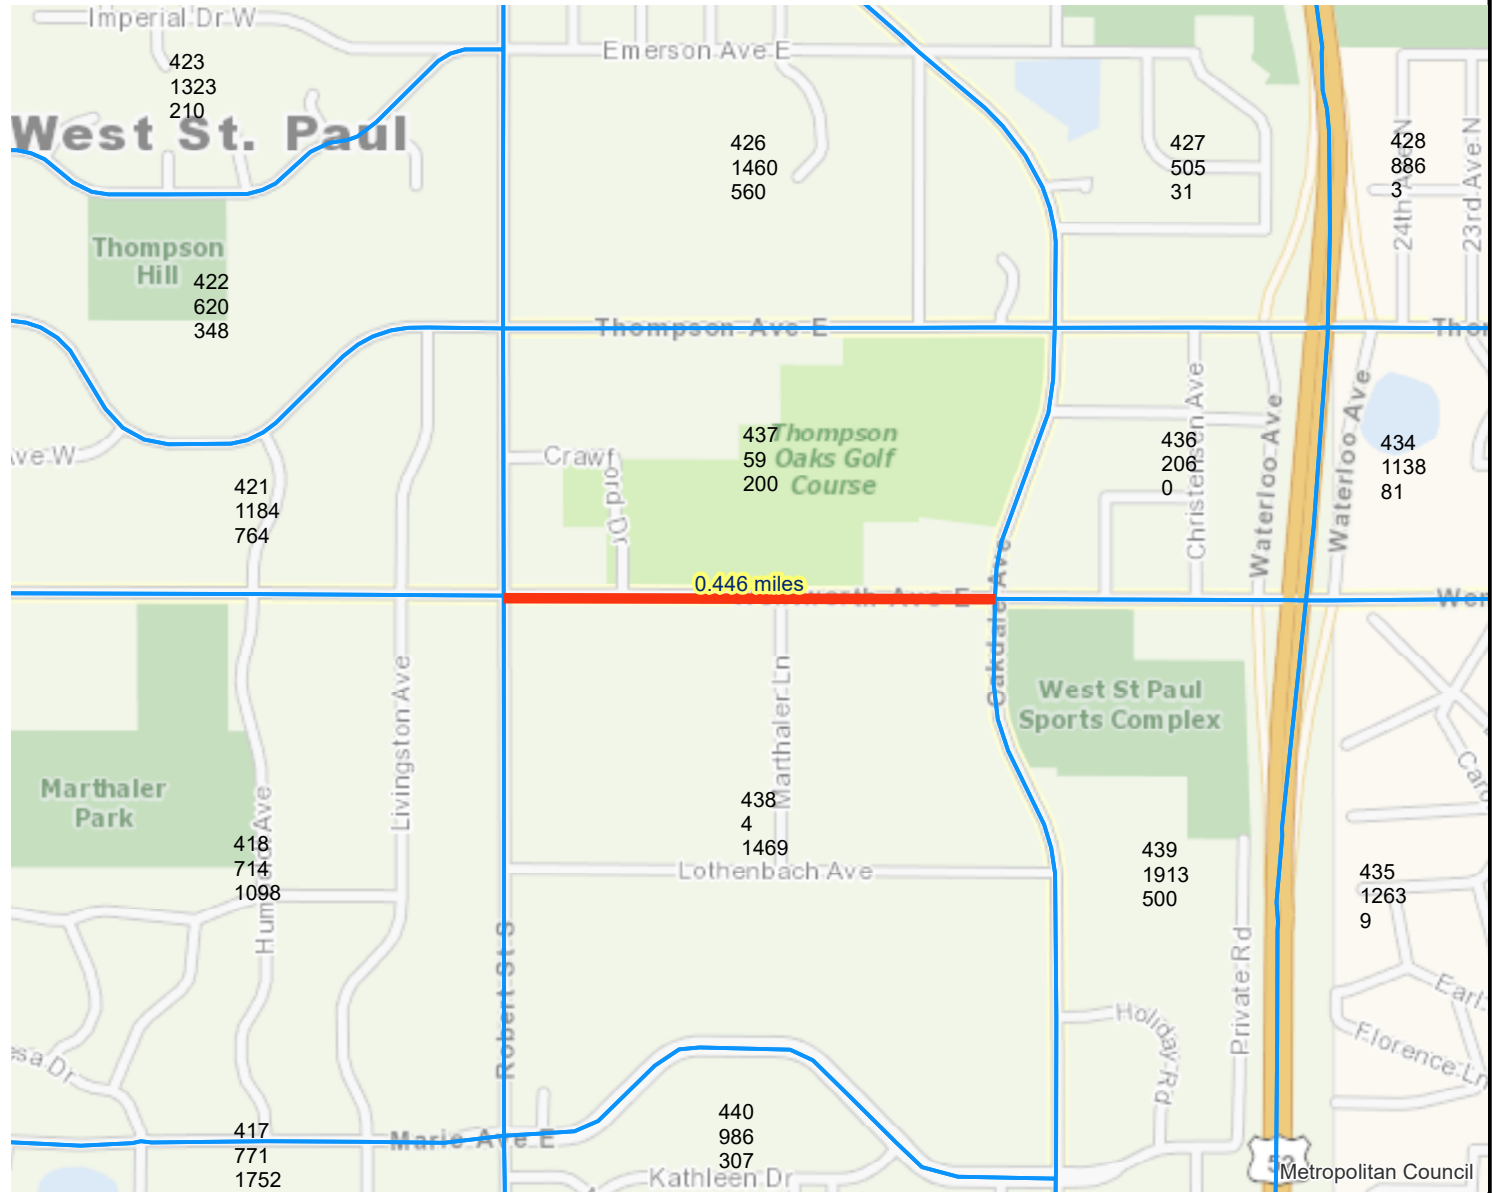 Imperial Dr W
423
1323
210
West St. Paul
Emerson Ave E
426
1460
560
427
505
31
428
886
3
24th Ave N
23rd Ave N
Thompson
Hill
422
620
348
Thompson Ave E
Thor
Ave W
421
1184
764
Crawford Dr
437
59
200
Thompson
Oaks Golf
Course
436
206
0
Christensen Ave
Waterloo Ave
Waterloo Ave
434
1138
81
0.446 miles
Wentworth Ave E
Wen
Oakdale Ave
West St Paul
Sports Complex
Marthaler
Park
Livingston Ave
Marthaler Ln
438
4
1469
Lothenbach Ave
418
714
1098
Humbold Ave
439
1913
500
435
1263
9
Caro
Robert St S
Private Rd
Holiday Rd
Earl
Florence Ln
esa Dr
417
771
1752
Marie Ave E
440
986
307
Kathleen Dr
52
Metropolitan Council